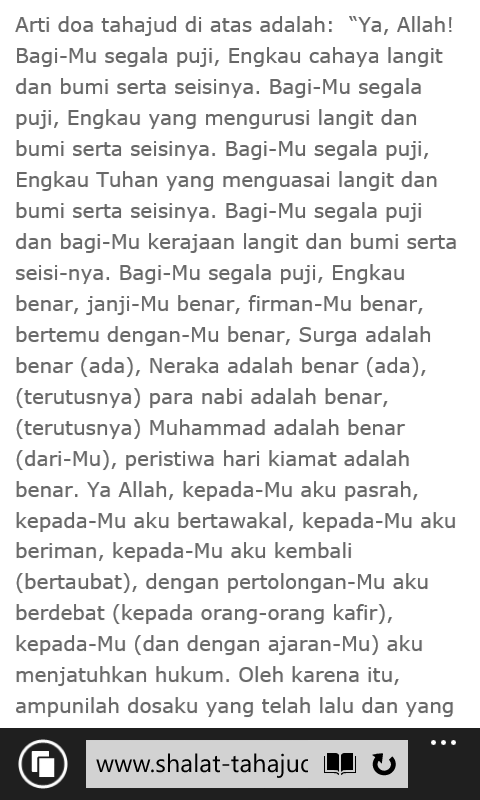 Arti doa tahajud di atas adalah:  “Ya, Allah!
Bagi-Mu segala puji, Engkau cahaya langit
dan bumi serta seisinya. Bagi-Mu segala
puji, Engkau yang mengurusi langit dan
bumi serta seisinya. Bagi-Mu segala puji,
Engkau Tuhan yang menguasai langit dan
bumi serta seisinya. Bagi-Mu segala puji
dan bagi-Mu kerajaan langit dan bumi serta
seisi-nya. Bagi-Mu segala puji, Engkau
benar, janji-Mu benar, firman-Mu benar,
bertemu dengan-Mu benar, Surga adalah
benar (ada), Neraka adalah benar (ada),
(terutusnya) para nabi adalah benar,
(terutusnya) Muhammad adalah benar
(dari-Mu), peristiwa hari kiamat adalah
benar. Ya Allah, kepada-Mu aku pasrah,
kepada-Mu aku bertawakal, kepada-Mu aku
beriman, kepada-Mu aku kembali
(bertaubat), dengan pertolongan-Mu aku
berdebat (kepada orang-orang kafir),
kepada-Mu (dan dengan ajaran-Mu) aku
menjatuhkan hukum. Oleh karena itu,
ampunilah dosaku yang telah lalu dan yang
www.shalat-tahajud